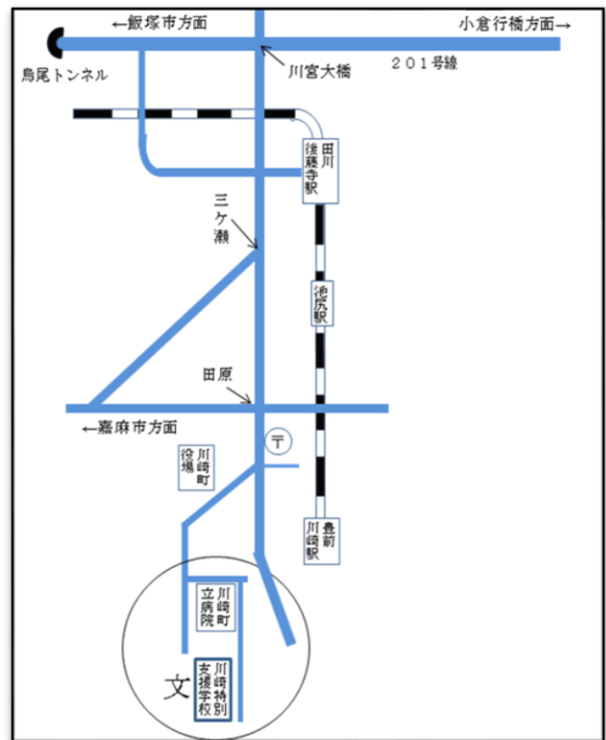 ←飯塚市方面
小倉行橋方面→
烏尾トンネル
川宮大橋
２０１号線
田川
後藤寺駅
三ケ瀬
池尻駅
田原
←嘉麻市方面
〒
川崎町
役場
豊前
川崎駅
川崎町
立病院
文
川崎特別
支援学校